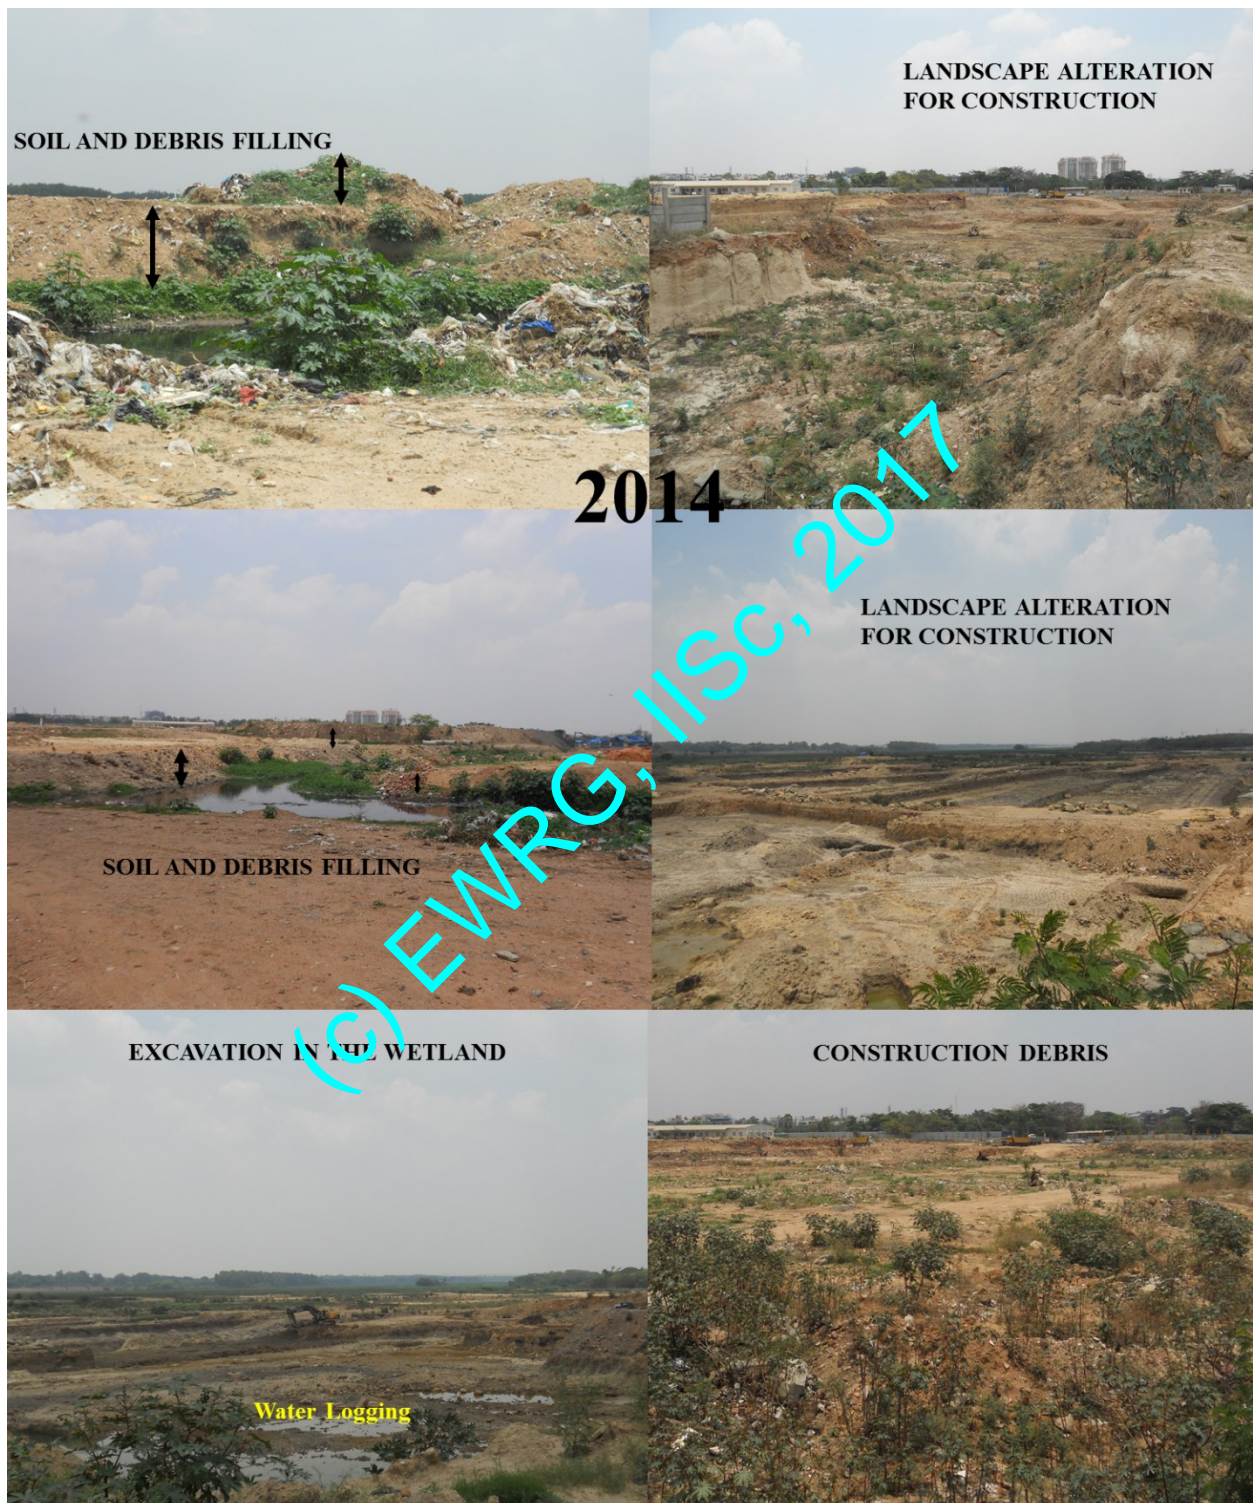 LANDSCAPE ALTERATION
FOR CONSTRUCTION
SOIL AND DEBRIS FILLING
2014
LANDSCAPE ALTERATION
FOR CONSTRUCTION
SOIL AND DEBRIS FILLING
(c) EWRG, IISc, 2017
EXCAVATION IN THE WETLAND
CONSTRUCTION DEBRIS
Water Logging